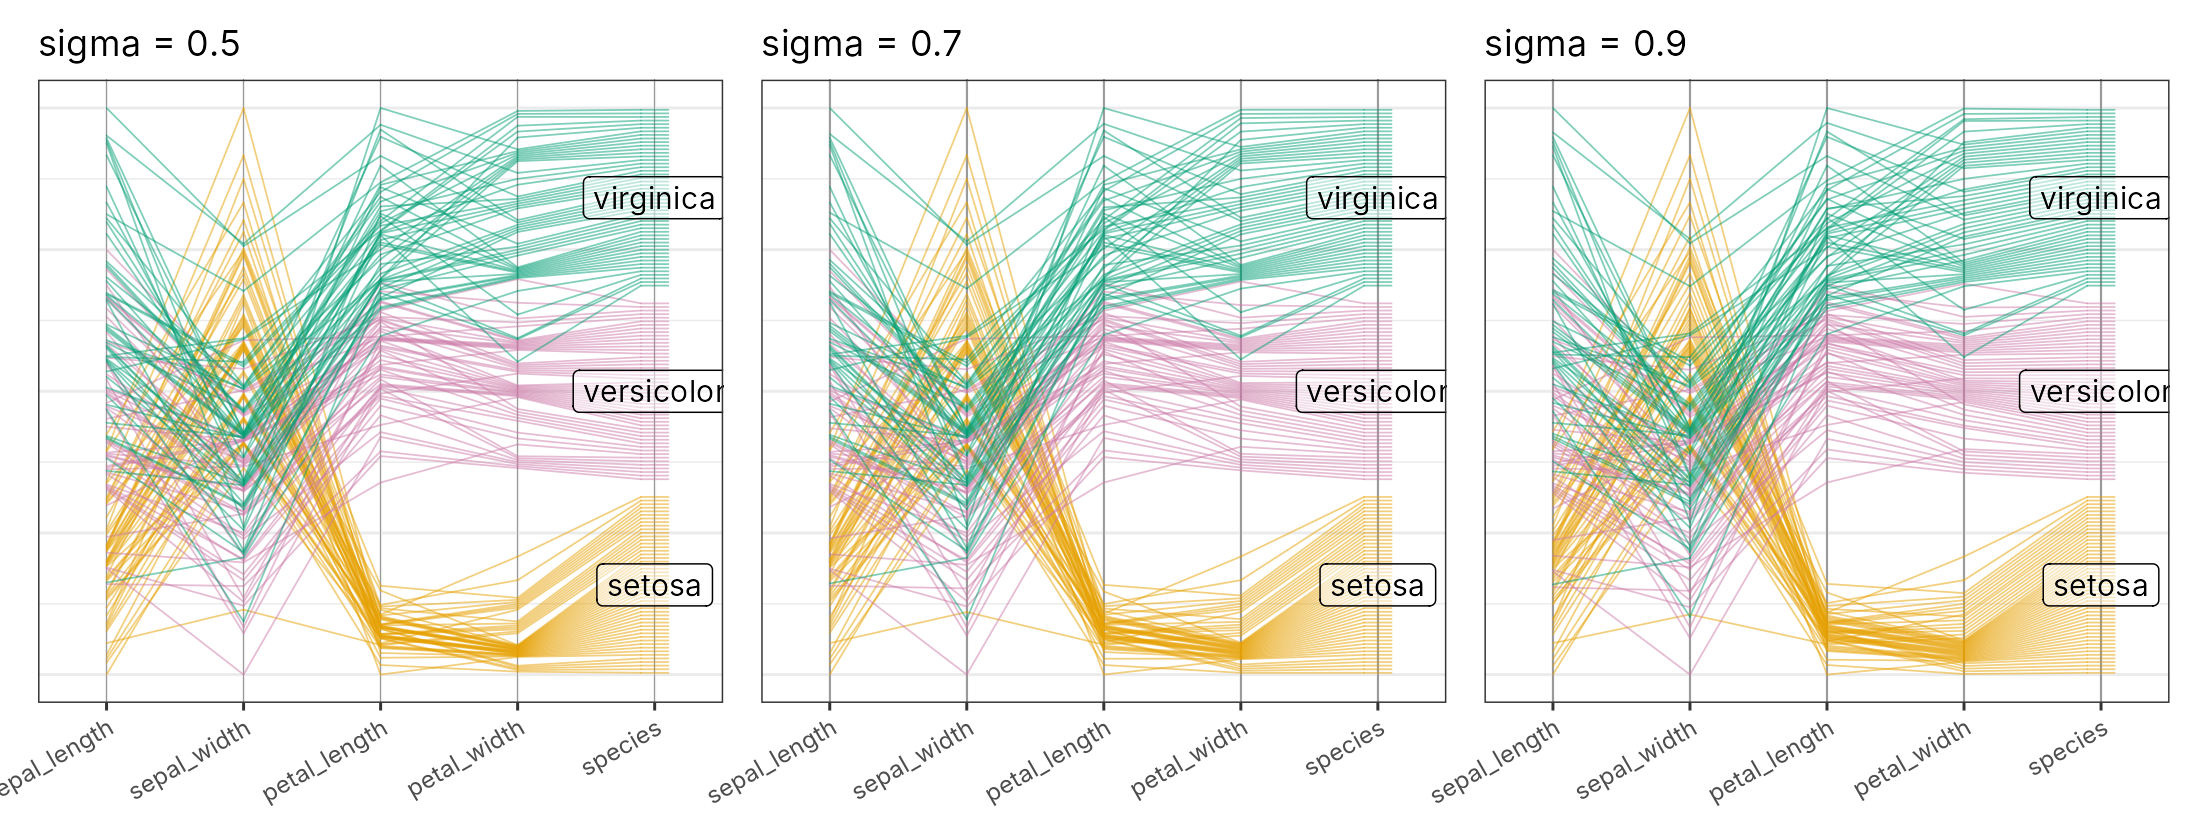 sigma = 0.5
virginica
versicolor
setosa
epal_length
sepal_width
petal_length
petal_width
species
sigma = 0.7
virginica
versicolor
setosa
sepal_length
sepal_width
petal_length
petal_width
species
sigma = 0.9
virginica
versicolor
setosa
sepal_length
sepal_width
petal_length
petal_width
species